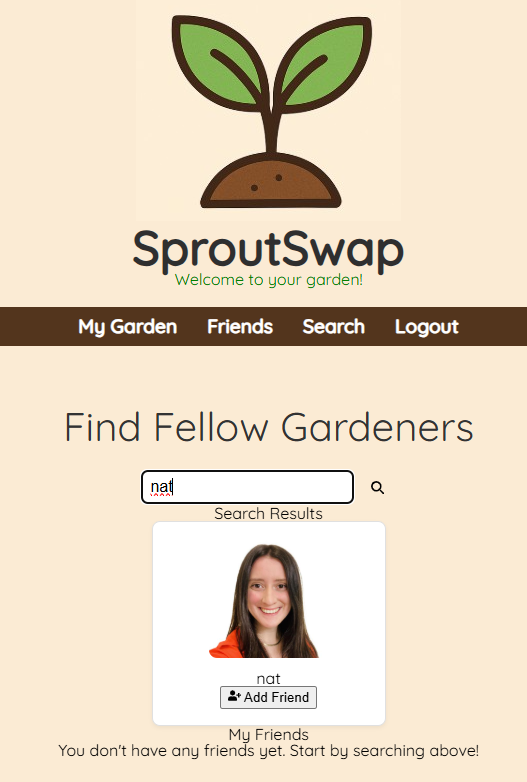 SproutSwap
Welcome to your garden!
My Garden Friends Search Logout
Find Fellow Gardeners
nat
Search Results
nat
Add Friend
My Friends
You don't have any friends yet. Start by searching above!